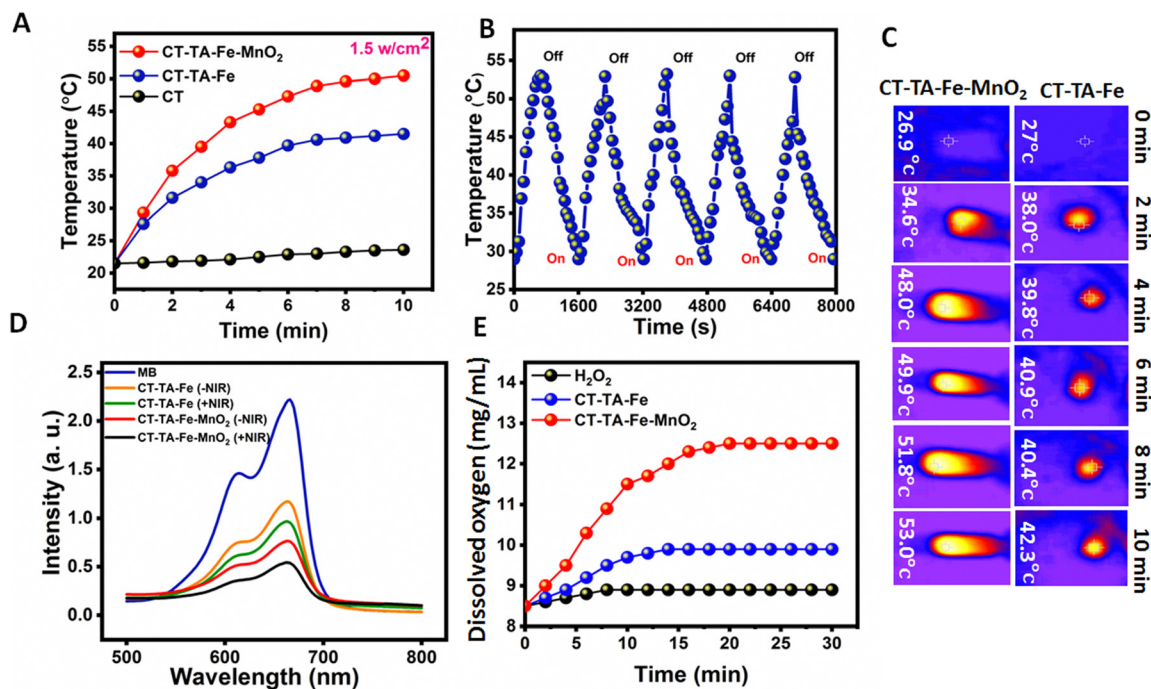 A
CT-TA-Fe-MnO₂
CT-TA-Fe
CT
1.5 w/cm²
Temperature (°C)
55
50
45
40
35
30
25
20
0 2 4 6 8 10
Time (min)
B
Off Off Off Off Off
Temperature (°C)
55
50
45
40
35
30
25
On On On On On
0 1600 3200 4800 6400 8000
Time (s)
C
CT-TA-Fe-MnO₂ CT-TA-Fe
26.9 °C 27°C 0 min
34.6°C 38.0°C 2 min
48.0°C 39.8°C 4 min
49.9°C 40.9°C 6 min
51.8°C 40.4°C 8 min
53.0°C 42.3°C 10 min
D
MB
CT-TA-Fe (-NIR)
CT-TA-Fe (+NIR)
CT-TA-Fe-MnO₂ (-NIR)
CT-TA-Fe-MnO₂ (+NIR)
Intensity (a. u.)
2.5
2.0
1.5
1.0
0.5
0.0
500 600 700 800
Wavelength (nm)
E
H₂O₂
CT-TA-Fe
CT-TA-Fe-MnO₂
Dissolved oxygen (mg/mL)
14
13
12
11
10
9
8
0 5 10 15 20 25 30
Time (min)